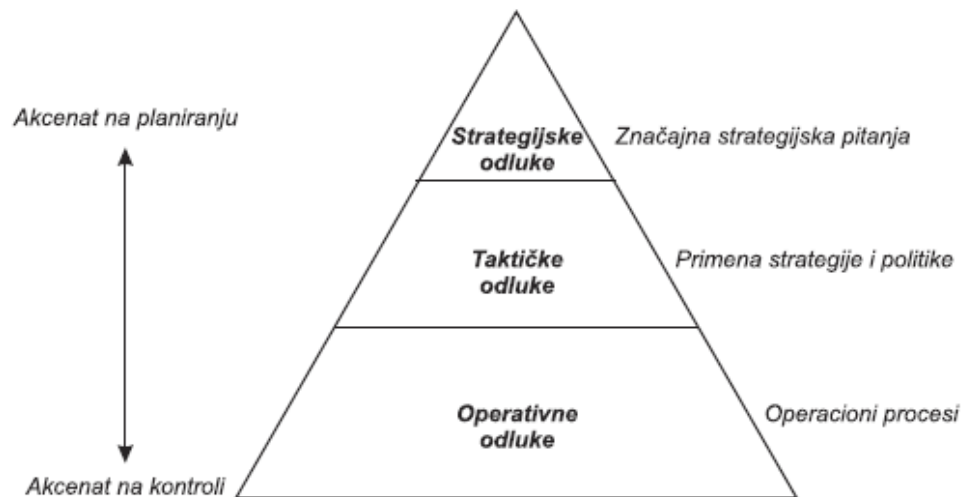 Akcenat na planiranju
Strategijske
odluke
Značajna strategijska pitanja
Taktičke
odluke
Primena strategije i politike
Operativne
odluke
Operacioni procesi
Akcenat na kontroli